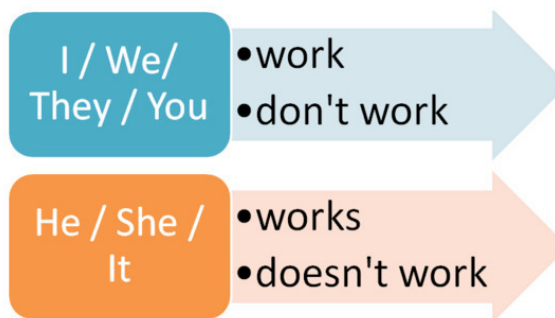 I / We/
They / You
•work
•don't work
He / She /
It
•works
•doesn't work